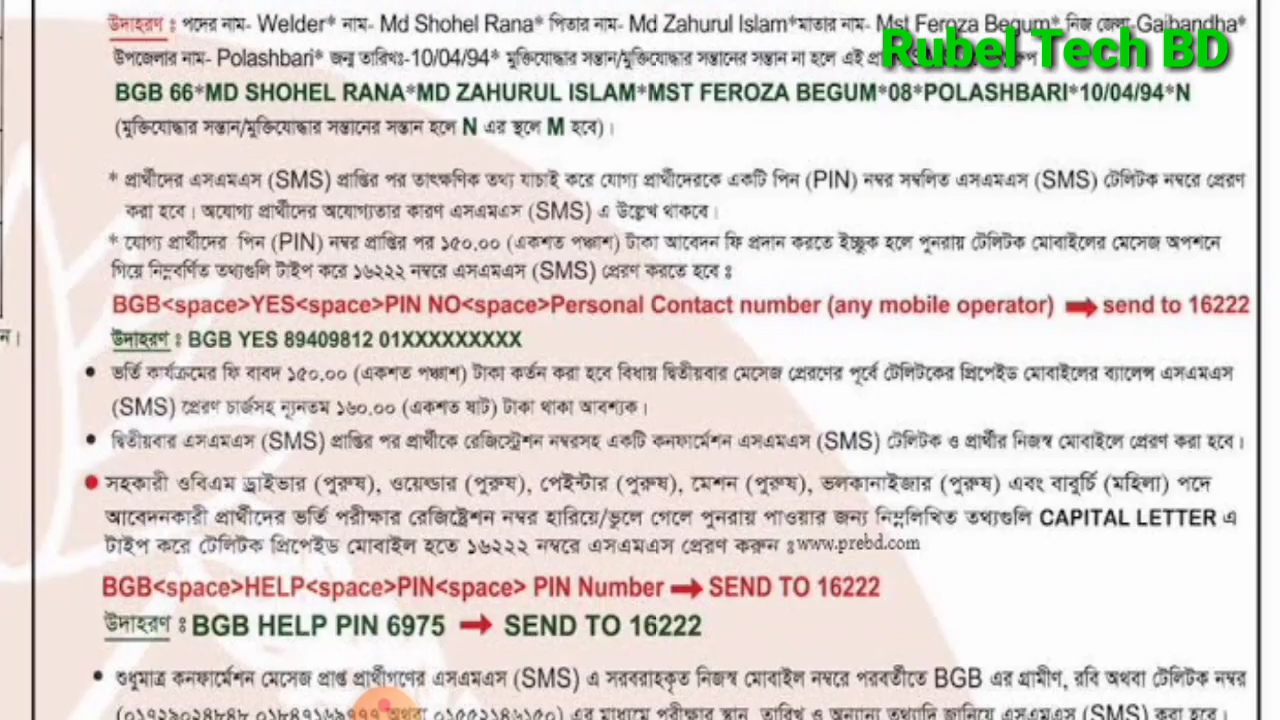 উদাহরণ : পদের নাম- Welder* নাম- Md Shohel Rana* পিতার নাম- Md Zahurul Islam*মাতার নাম- Mst Feroza Begum* নিজ জেলা-Gaibandha*
Rubel Tech BD
উপজেলার নাম- Polashbari* জন্ম তারিখঃ-10/04/94* মুক্তিযোদ্ধার সন্তান/মুক্তিযোদ্ধার সন্তানের সন্তান না হলে এই
BGB 66*MD SHOHEL RANA*MD ZAHURUL ISLAM*MST FEROZA BEGUM*08*POLASHBARI*10/04/94*N
(মুক্তিযোদ্ধার সন্তান/মুক্তিযোদ্ধার সন্তানের সন্তান হলে N এর স্থলে M হবে)।
* প্রার্থীদের এসএমএস (SMS) প্রাপ্তির পর তাৎক্ষণিক তথ্য যাচাই করে যোগ্য প্রার্থীদেরকে একটি পিন (PIN) নম্বর সম্বলিত এসএমএস (SMS) টেলিটক নম্বরে প্রেরণ
করা হবে। অযোগ্য প্রার্থীদের অযোগ্যতার কারণ এসএমএস (SMS) এ উল্লেখ থাকবে।
* যোগ্য প্রার্থীদের পিন (PIN) নম্বর প্রাপ্তির পর ১৫০.০০ (একশত পঞ্চাশ) টাকা আবেদন ফি প্রদান করতে ইচ্ছুক হলে পুনরায় টেলিটক মোবাইলের মেসেজ অপশনে
গিয়ে নিম্নবর্ণিত তথ্যগুলি টাইপ করে ১৬২২২ নম্বরে এসএমএস (SMS) প্রেরণ করতে হবে ঃ
BGB<space>YES<space>PIN NO<space>Personal Contact number (any mobile operator) ➡ send to 16222
উদাহরণ : BGB YES 89409812 01XXXXXXXXX
• ভর্তি কার্যক্রমের ফি বাবদ ১৫০.০০ (একশত পঞ্চাশ) টাকা কর্তন করা হবে বিধায় দ্বিতীয়বার মেসেজ প্রেরণের পূর্বে টেলিটকের প্রিপেইড মোবাইলের ব্যালেন্স এসএমএস
(SMS) প্রেরণ চার্জসহ ন্যূনতম ১৬০.০০ (একশত ষাট) টাকা থাকা আবশ্যক।
• দ্বিতীয়বার এসএমএস (SMS) প্রাপ্তির পর প্রার্থীকে রেজিস্ট্রেশন নম্বরসহ একটি কনফার্মেশন এসএমএস (SMS) টেলিটক ও প্রার্থীর নিজস্ব মোবাইলে প্রেরণ করা হবে।
ন।
• সহকারী ওবিএম ড্রাইভার (পুরুষ), ওয়েল্ডার (পুরুষ), পেইন্টার (পুরুষ), মেশন (পুরুষ), ভলকানাইজার (পুরুষ) এবং বাবুর্চি (মহিলা) পদে
আবেদনকারী প্রার্থীদের ভর্তি পরীক্ষার রেজিষ্ট্রেশন নম্বর হারিয়ে/ভুলে গেলে পুনরায় পাওয়ার জন্য নিম্নলিখিত তথ্যগুলি CAPITAL LETTER এ
টাইপ করে টেলিটক প্রিপেইড মোবাইল হতে ১৬২২২ নম্বরে এসএমএস প্রেরণ করুন ঃwww.prebd.com
BGB<space>HELP<space>PIN<space> PIN Number ➡ SEND TO 16222
উদাহরণ ঃ BGB HELP PIN 6975 ➡ SEND TO 16222
• শুধুমাত্র কনফার্মেশন মেসেজ প্রাপ্ত প্রার্থীগণের এসএমএস (SMS) এ সরবরাহকৃত নিজস্ব মোবাইল নম্বরে পরবর্তীতে BGB এর গ্রামীণ, রবি অথবা টেলিটক নম্বর
অথবা ০১৫৫২১৪৬১৫০) এর মাধ্যমে পরীক্ষার স্থান, তারিখ ও অন্যান্য তথ্যাদি জানিয়ে এসএমএস (SMS) করা হবে।